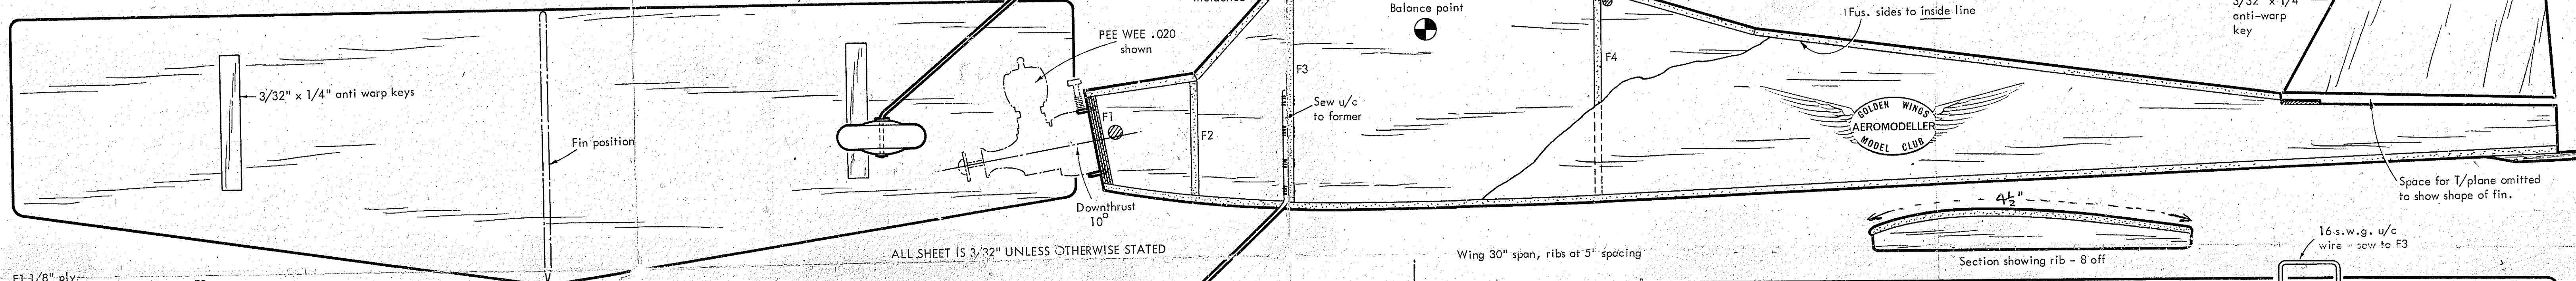 3/32" x 1/4" anti warp keys
Fin position
PEE WEE .020
shown
F1
F2
Downthrust
10°
ALL SHEET IS 3/32" UNLESS OTHERWISE STATED
F1 1/8" ply
F3
Sew u/c
to former
Balance point
F4
Fus. sides to inside line
GOLDEN WINGS
AEROMODELLER
MODEL CLUB
3/32" x 1/4"
anti-warp
key
Space for T/plane omitted
to show shape of fin.
4½"
Wing 30" span, ribs at 5" spacing
Section showing rib - 8 off
16 s.w.g. u/c
wire - sew to F3